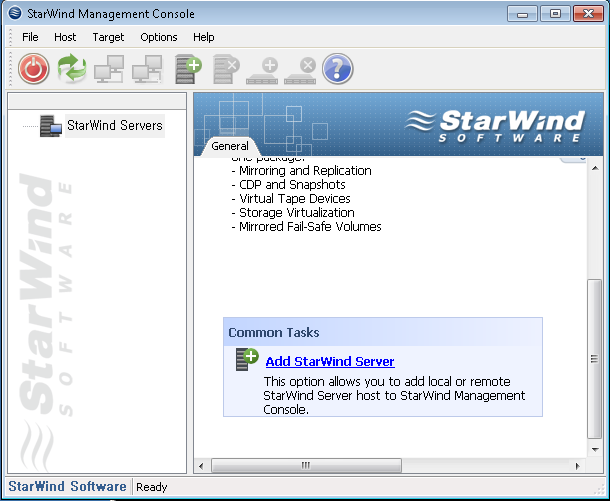 StarWind Management Console
File Host Target Options Help
StarWind Servers
StarWind
SOFTWARE
StarWind
SOFTWARE
General
one package:
- Mirroring and Replication
- CDP and Snapshots
- Virtual Tape Devices
- Storage Virtualization
- Mirrored Fail-Safe Volumes
Common Tasks
Add StarWind Server
This option allows you to add local or remote
StarWind Server host to StarWind Management
Console.
StarWind Software Ready